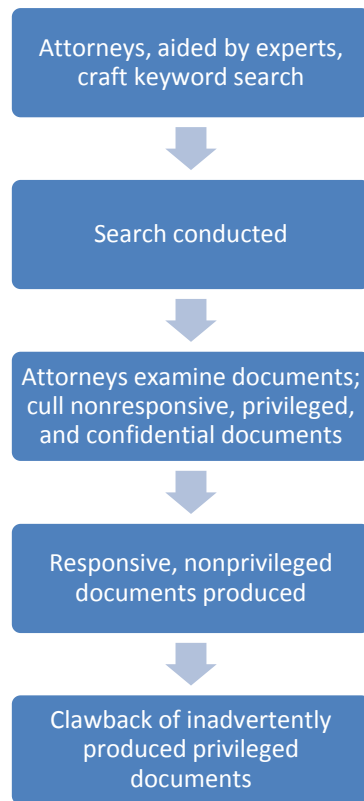 Attorneys, aided by experts,
craft keyword search
Search conducted
Attorneys examine documents;
cull nonresponsive, privileged,
and confidential documents
Responsive, nonprivileged
documents produced
Clawback of inadvertently
produced privileged
documents